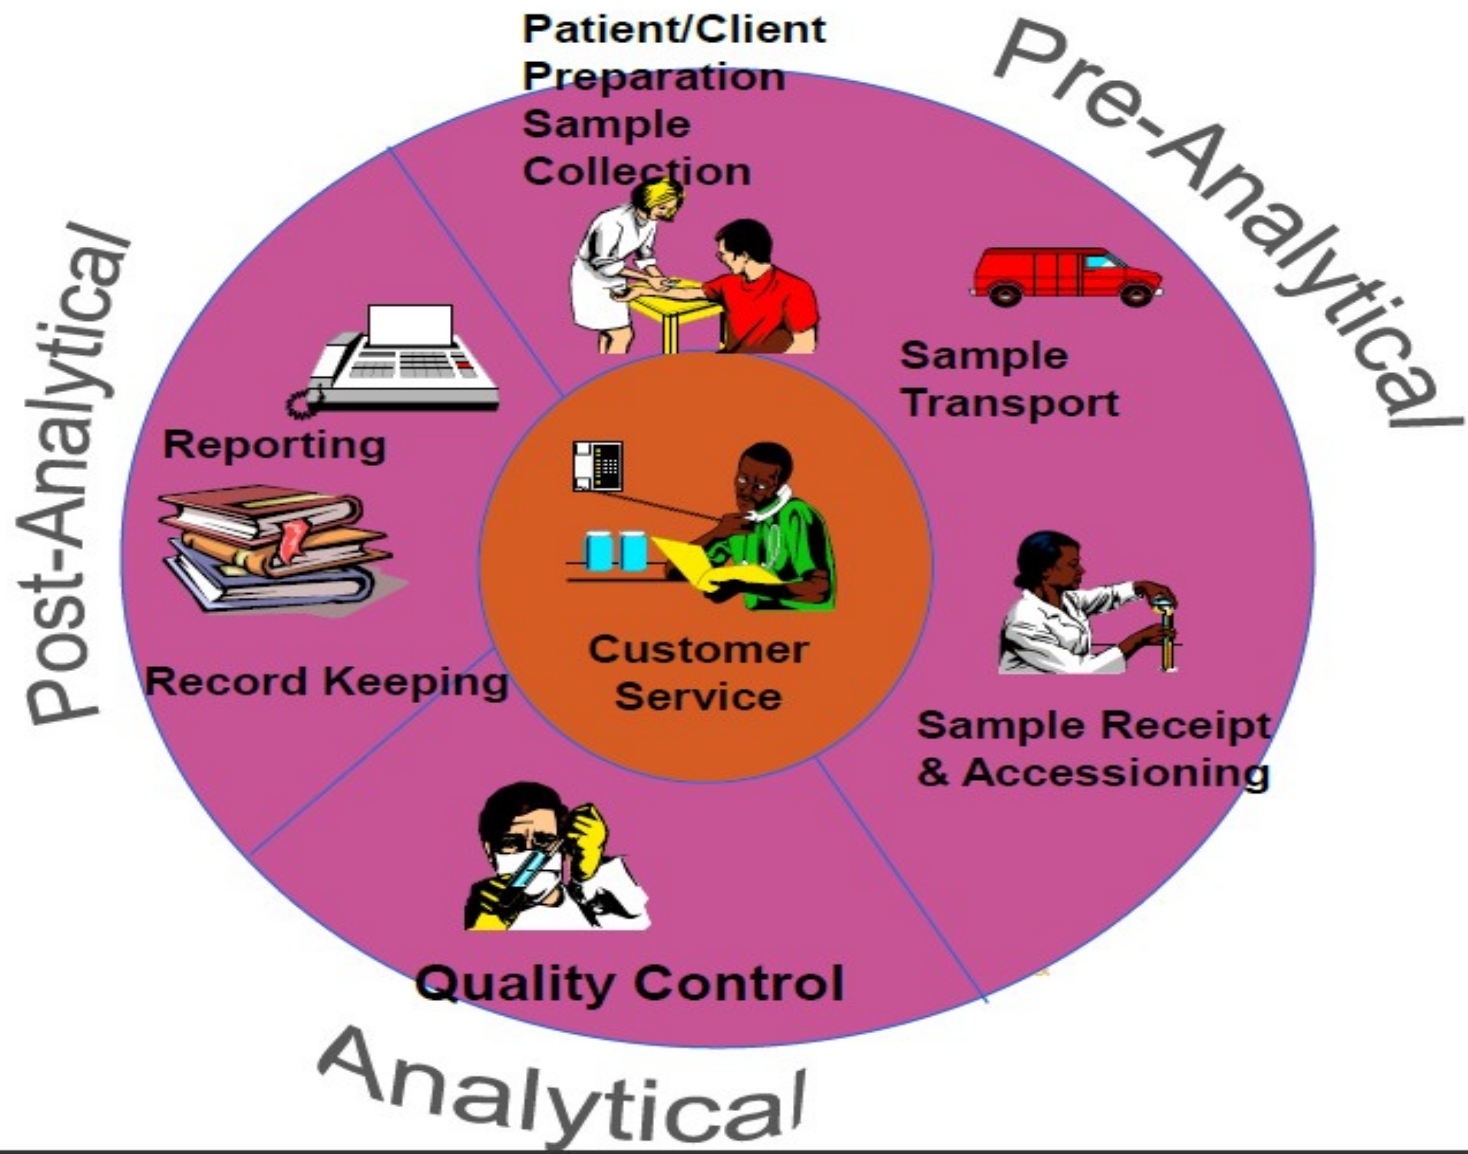 Patient/Client
Preparation
Sample
Collection
Pre-Analytical
Sample
Transport
Sample Receipt
& Accessioning
Customer
Service
Quality Control
Analytical
Post-Analytical
Reporting
Record Keeping